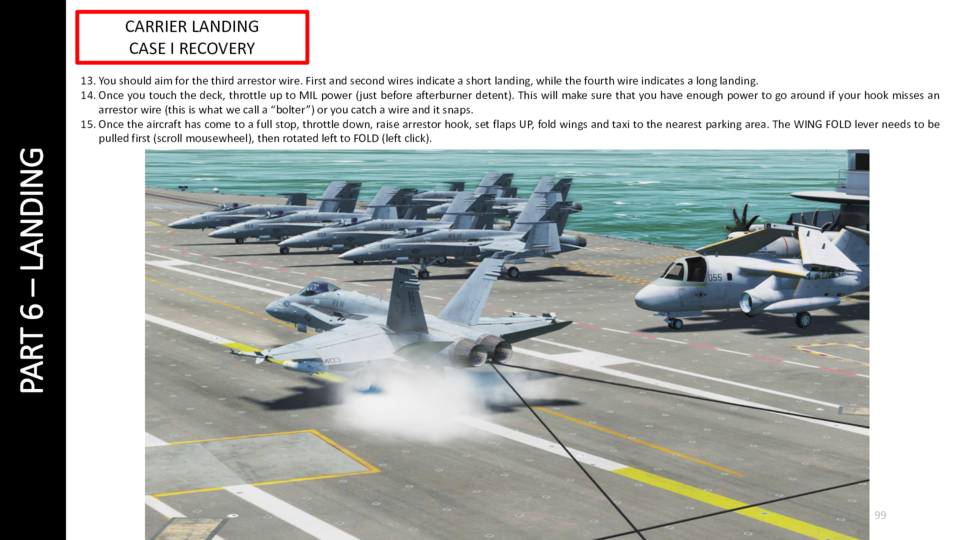 CARRIER LANDING
CASE I RECOVERY
PART 6 – LANDING
13. You should aim for the third arrestor wire. First and second wires indicate a short landing, while the fourth wire indicates a long landing.
14. Once you touch the deck, throttle up to MIL power (just before afterburner detent). This will make sure that you have enough power to go around if your hook misses an
arrestor wire (this is what we call a “bolter”) or you catch a wire and it snaps.
15. Once the aircraft has come to a full stop, throttle down, raise arrestor hook, set flaps UP, fold wings and taxi to the nearest parking area. The WING FOLD lever needs to be
pulled first (scroll mousewheel), then rotated left to FOLD (left click).
055
403
99